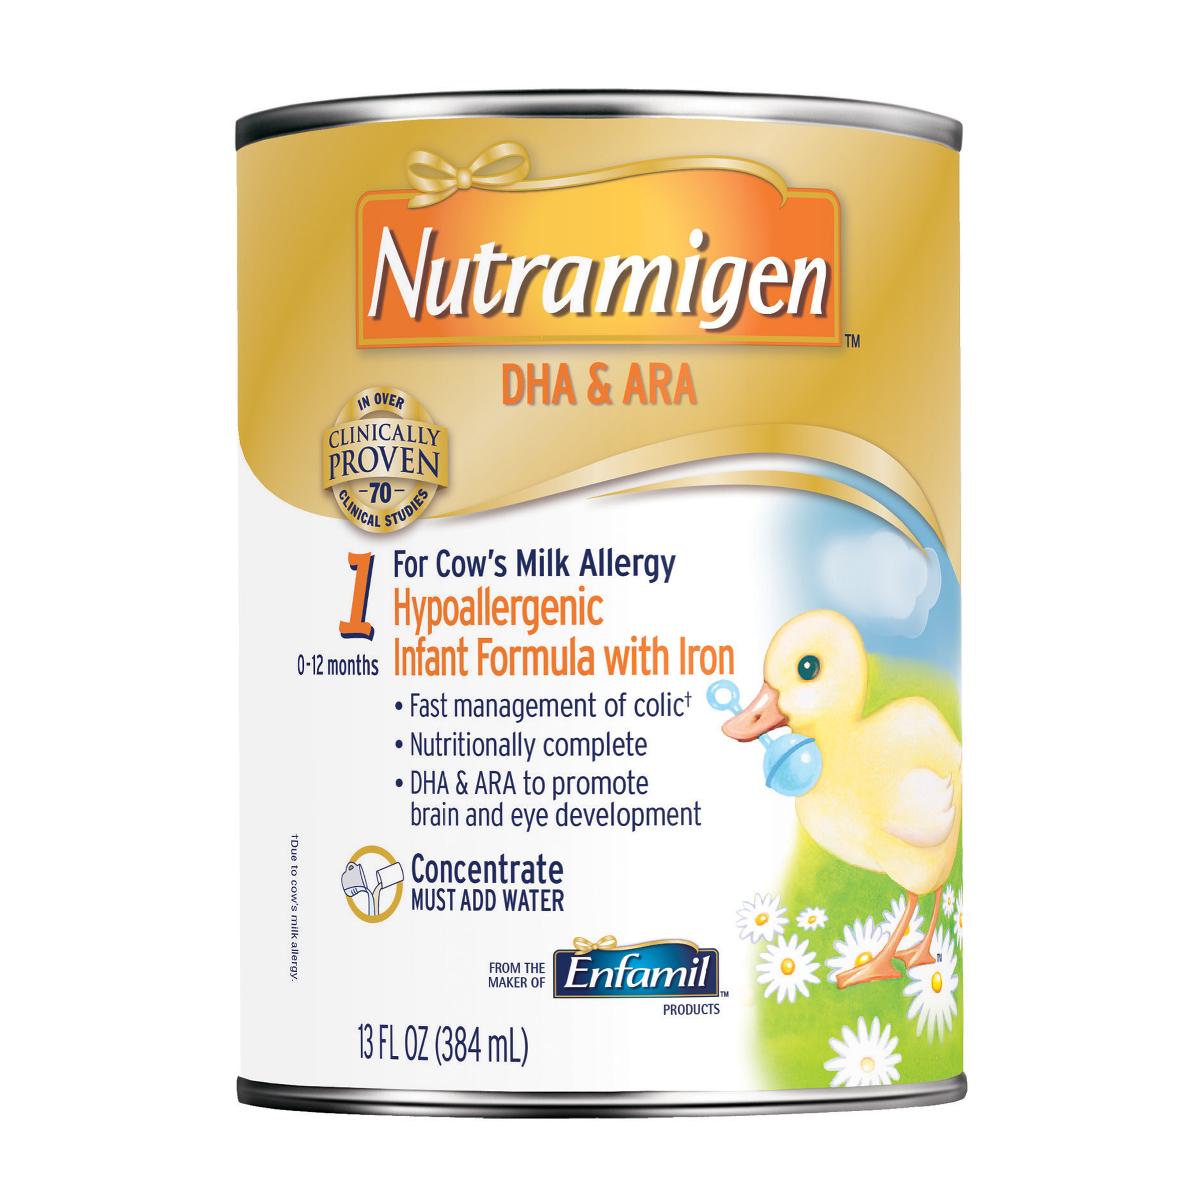 Nutramigen
TM
DHA & ARA
IN OVER
CLINICALLY
PROVEN
-70-
CLINICAL STUDIES
1
0-12 months
For Cow's Milk Allergy
Hypoallergenic
Infant Formula with Iron
• Fast management of colic†
• Nutritionally complete
• DHA & ARA to promote
brain and eye development
†Due to cow's milk allergy.
Concentrate
MUST ADD WATER
FROM THE
MAKER OF
Enfamil
TM
PRODUCTS
TM
13 FL OZ (384 mL)